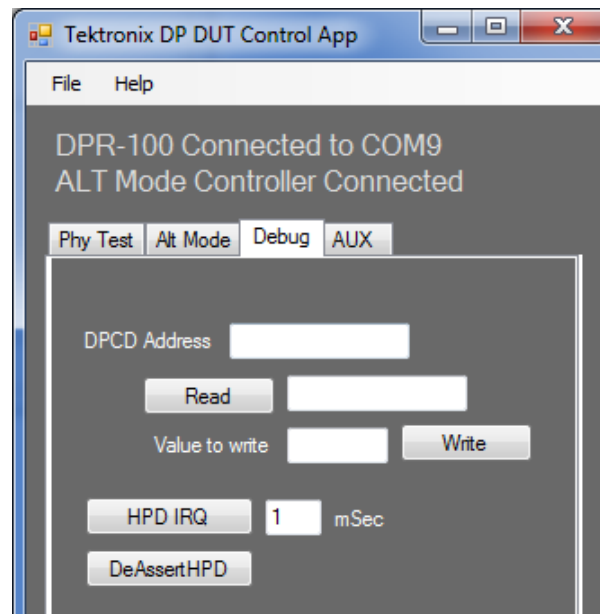 Tektronix DP DUT Control App
File Help
DPR-100 Connected to COM9
ALT Mode Controller Connected
Phy Test Alt Mode Debug AUX
DPCD Address
Read
Value to write Write
HPD IRQ 1 mSec
DeAssertHPD